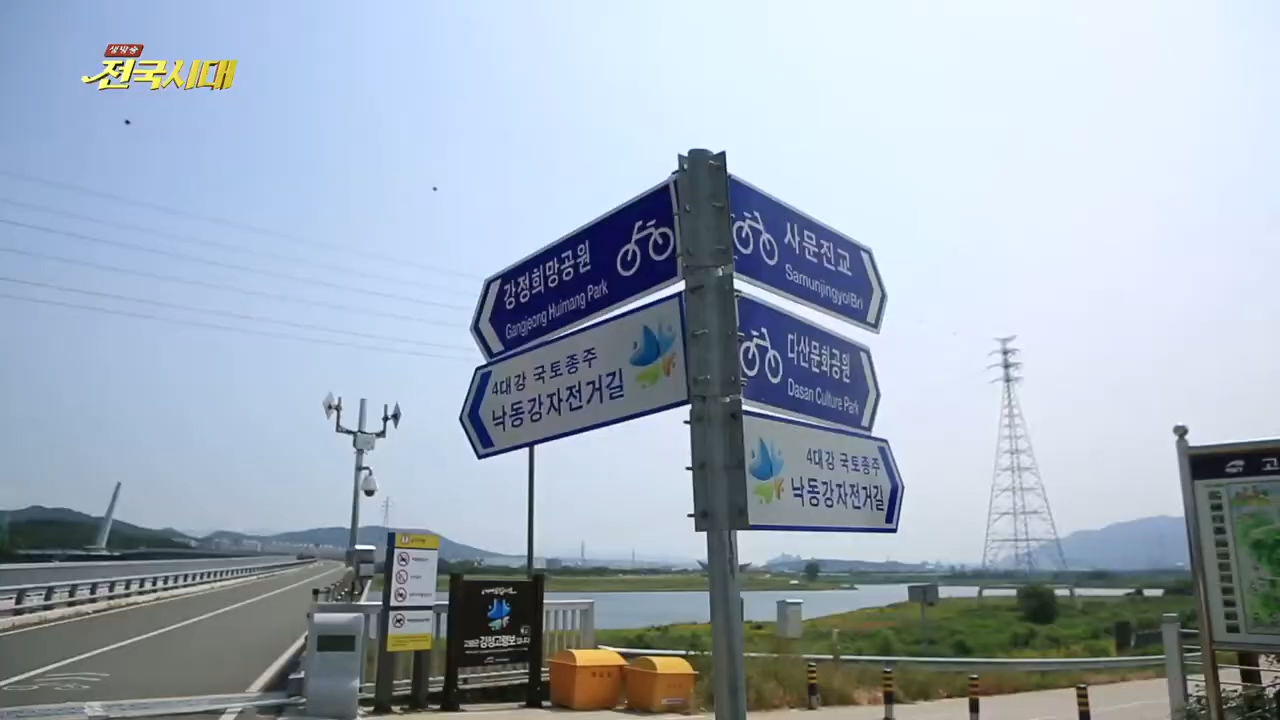 생방송
전국시대
강정희망공원
Gangjeong Huimang Park
4대강 국토종주
낙동강자전거길
사문진교
Samunjingyo(Bri
다산문화공원
Dasan Culture Park
4대강 국토종주
낙동강자전거길
강정고령보
고